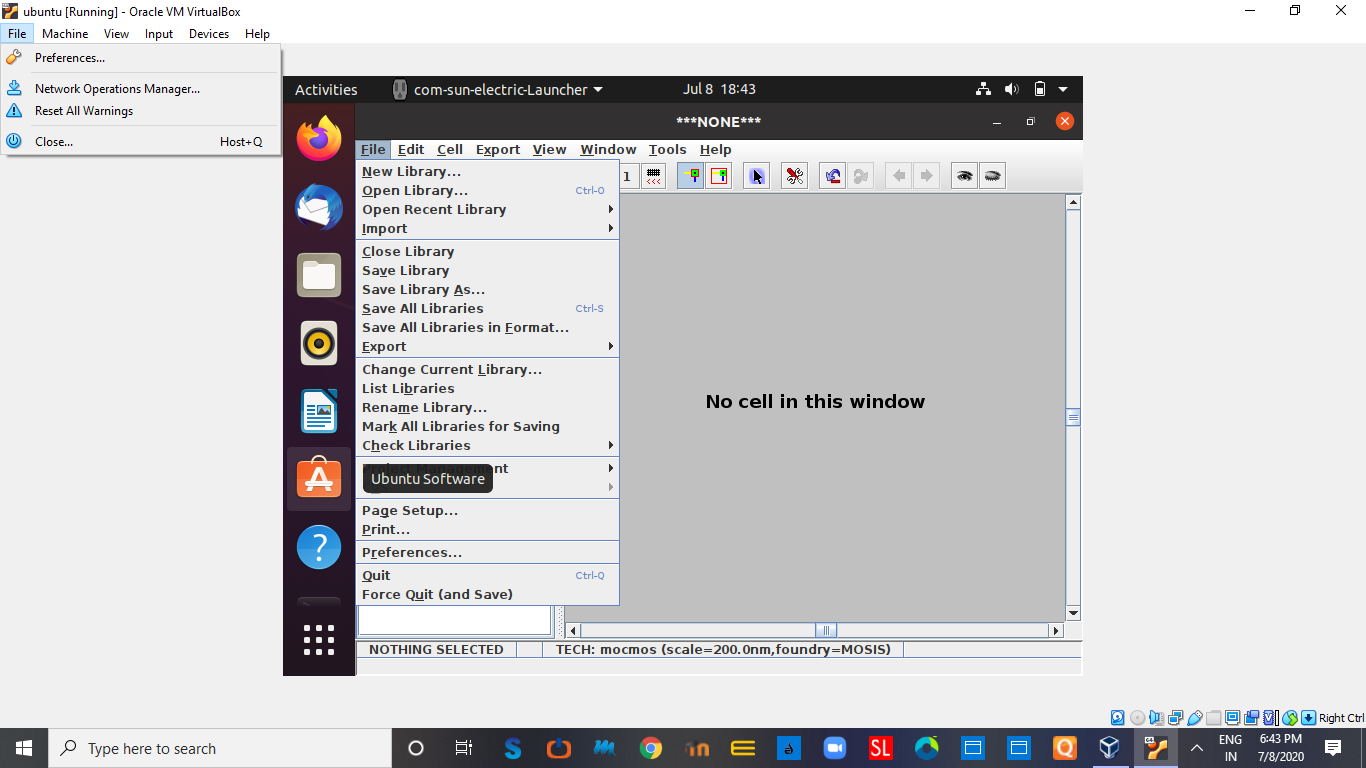 ubuntu [Running] - Oracle VM VirtualBox
File Machine View Input Devices Help
Preferences...
Network Operations Manager...
Reset All Warnings
Close... Host+Q
Activities com-sun-electric-Launcher Jul 8 18:43
***NONE***
File Edit Cell Export View Window Tools Help
New Library...
Open Library... Ctrl-O
Open Recent Library
Import
Close Library
Save Library
Save Library As...
Save All Libraries Ctrl-S
Save All Libraries in Format...
Export
Change Current Library...
List Libraries
Rename Library...
Mark All Libraries for Saving
Check Libraries
Project Management
Ubuntu Software
Page Setup...
Print...
Preferences...
Quit Ctrl-Q
Force Quit (and Save)
1
No cell in this window
NOTHING SELECTED TECH: mocmos (scale=200.0nm,foundry=MOSIS)
Right Ctrl
Type here to search
SL
ENG
IN
6:43 PM
7/8/2020